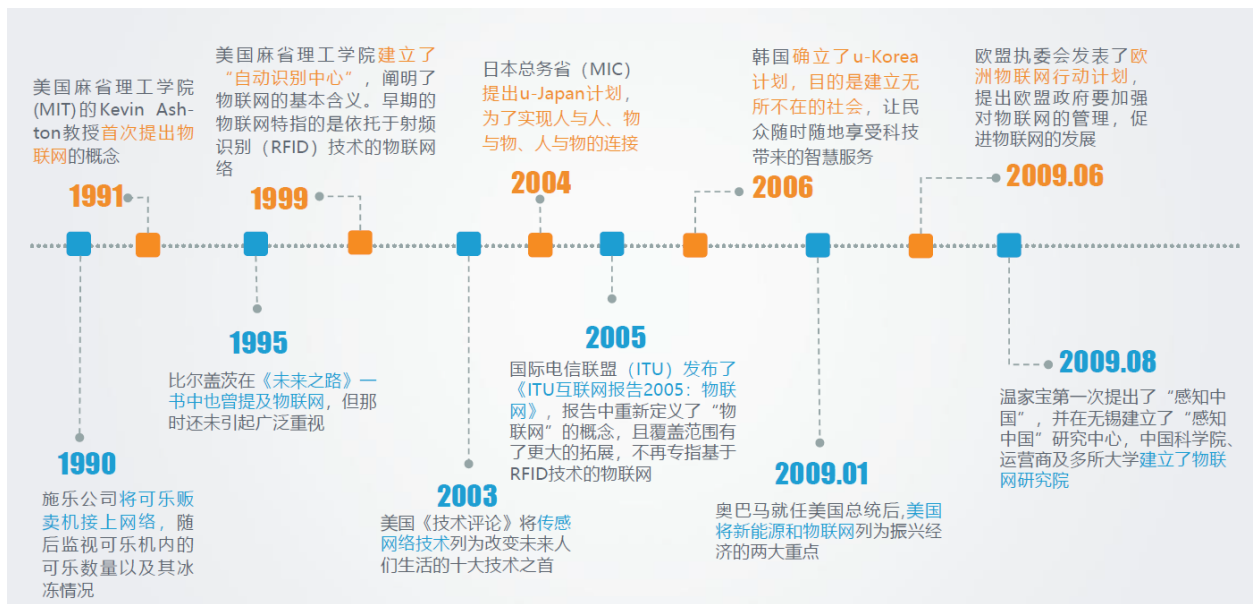 美国麻省理工学院
(MIT)的Kevin Ash-
ton教授首次提出物
联网的概念
1991
美国麻省理工学院建立了
“自动识别中心”，阐明了
物联网的基本含义。早期的
物联网特指的是依托于射频
识别（RFID）技术的物联网
络
1999
日本总务省（MIC）
提出u-Japan计划，
为了实现人与人、物
与物、人与物的连接
2004
韩国确立了u-Korea
计划，目的是建立无
所不在的社会，让民
众随时随地享受科技
带来的智慧服务
2006
欧盟执委会发表了欧
洲物联网行动计划，
提出欧盟政府要加强
对物联网的管理，促
进物联网的发展
2009.06
1990
施乐公司将可乐贩
卖机接上网络，随
后监视可乐机内的
可乐数量以及其冰
冻情况
1995
比尔盖茨在《未来之路》一
书中也曾提及物联网，但那
时还未引起广泛重视
2003
美国《技术评论》将传感
网络技术列为改变未来人
们生活的十大技术之首
2005
国际电信联盟（ITU）发布了
《ITU互联网报告2005：物联
网》，报告中重新定义了“物
联网”的概念，且覆盖范围有
了更大的拓展，不再专指基于
RFID技术的物联网
2009.01
奥巴马就任美国总统后,美国
将新能源和物联网列为振兴经
济的两大重点
2009.08
温家宝第一次提出了“感知中
国”，并在无锡建立了“感知
中国”研究中心，中国科学院、
运营商及多所大学建立了物联
网研究院